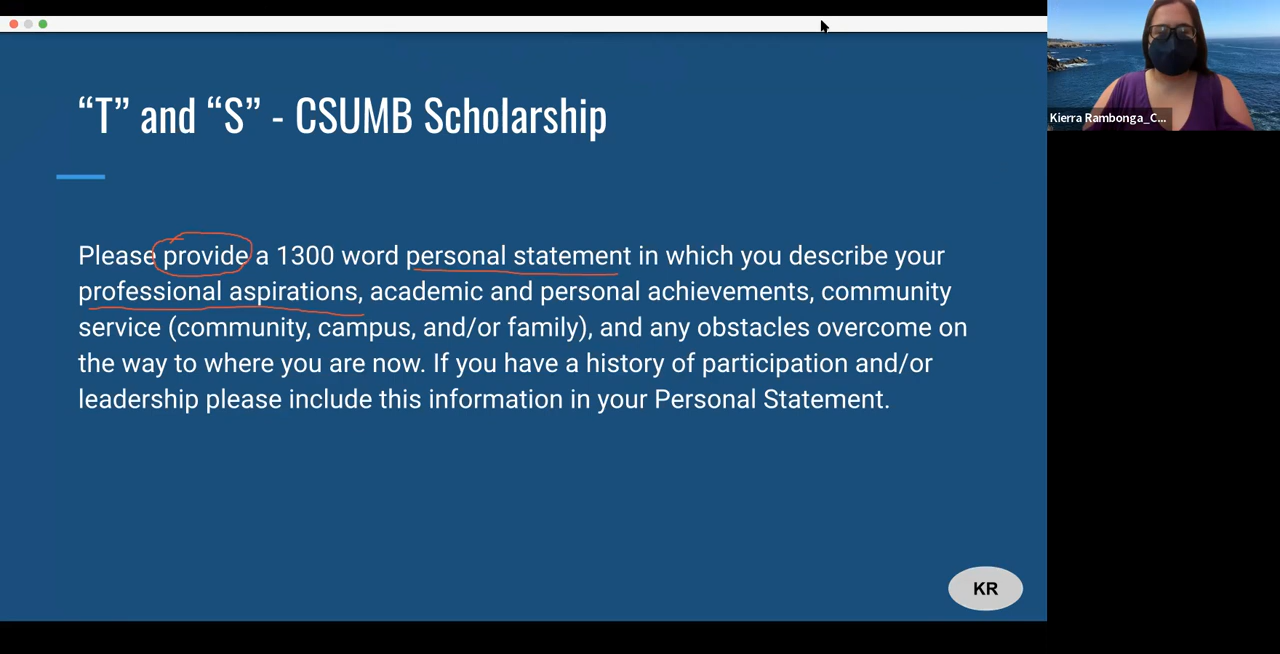 “T” and “S” - CSUMB Scholarship
Please provide a 1300 word personal statement in which you describe your
professional aspirations, academic and personal achievements, community
service (community, campus, and/or family), and any obstacles overcome on
the way to where you are now. If you have a history of participation and/or
leadership please include this information in your Personal Statement.
KR
Kierra Rambonga_C...